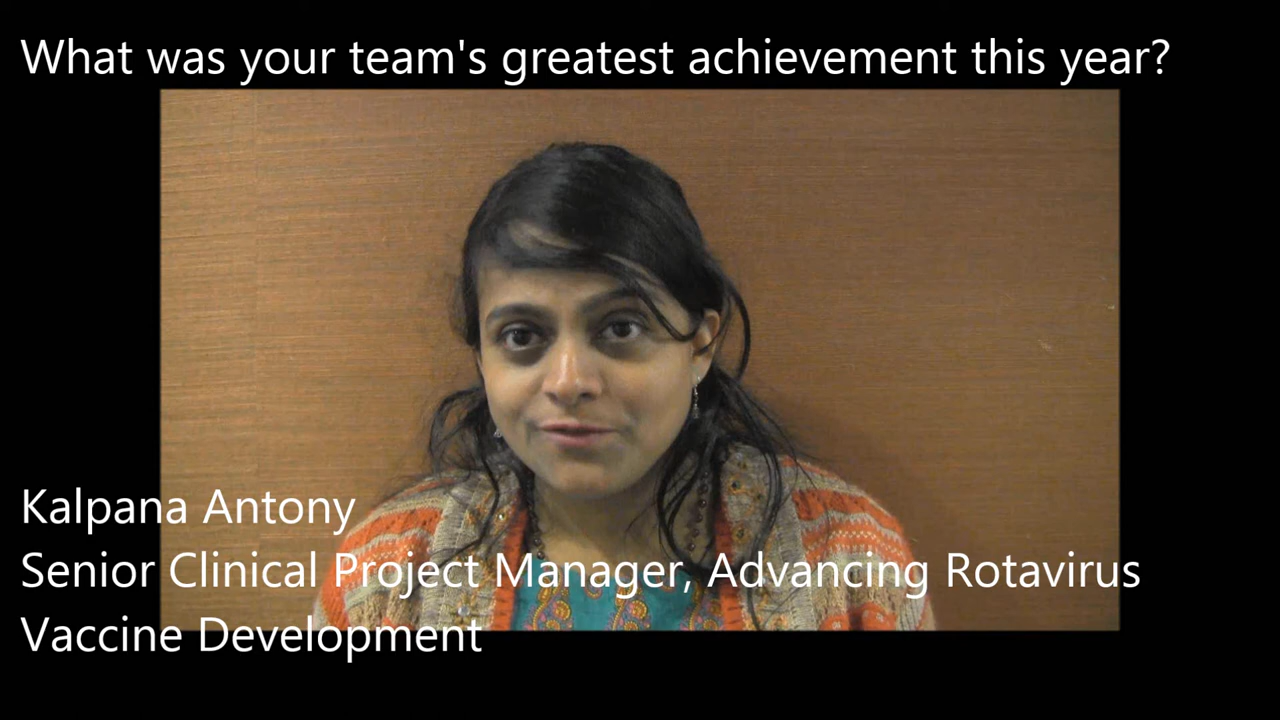 What was your team's greatest achievement this year?
Kalpana Antony
Senior Clinical Project Manager, Advancing Rotavirus
Vaccine Development